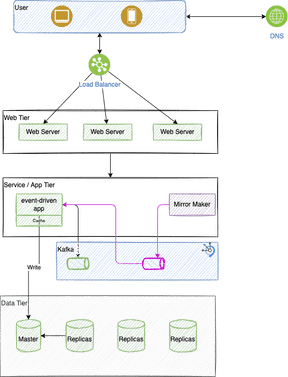 User
DNS
Load Balancer
Web Tier
Web Server
Web Server
Web Server
Service / App Tier
event-driven
app
Cache
Mirror Maker
Kafka
Write
Data Tier
Master
Replicas
Replicas
Replicas